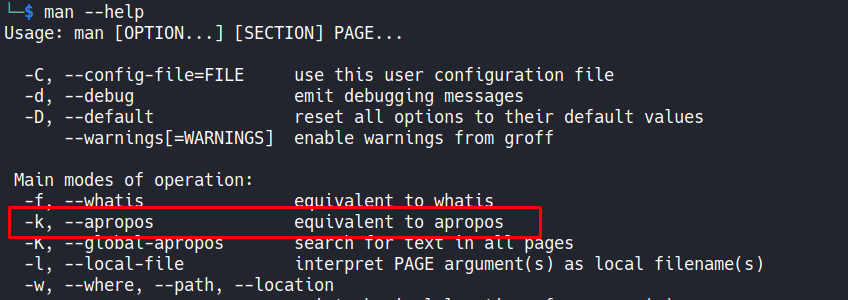 └─$ man --help
Usage: man [OPTION...] [SECTION] PAGE...
-C, --config-file=FILE use this user configuration file
-d, --debug emit debugging messages
-D, --default reset all options to their default values
--warnings[=WARNINGS] enable warnings from groff
Main modes of operation:
-f, --whatis equivalent to whatis
-k, --apropos equivalent to apropos
-K, --global-apropos search for text in all pages
-l, --local-file interpret PAGE argument(s) as local filename(s)
-w, --where, --path, --location